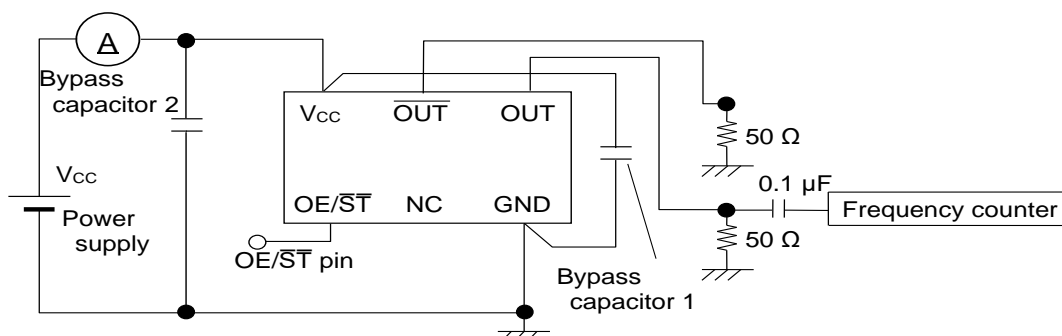 A
Bypass
capacitor 2
VCC
OUT
OUT
50 Ω
VCC
0.1 µF
OE/ST
NC
GND
Frequency counter
Power
supply
50 Ω
OE/ST pin
Bypass
capacitor 1